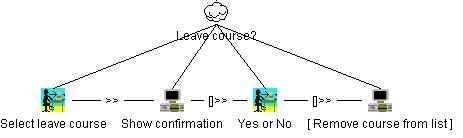 Leave course?
>> []>> []>>
Select leave course Show confirmation Yes or No [ Remove course from list ]